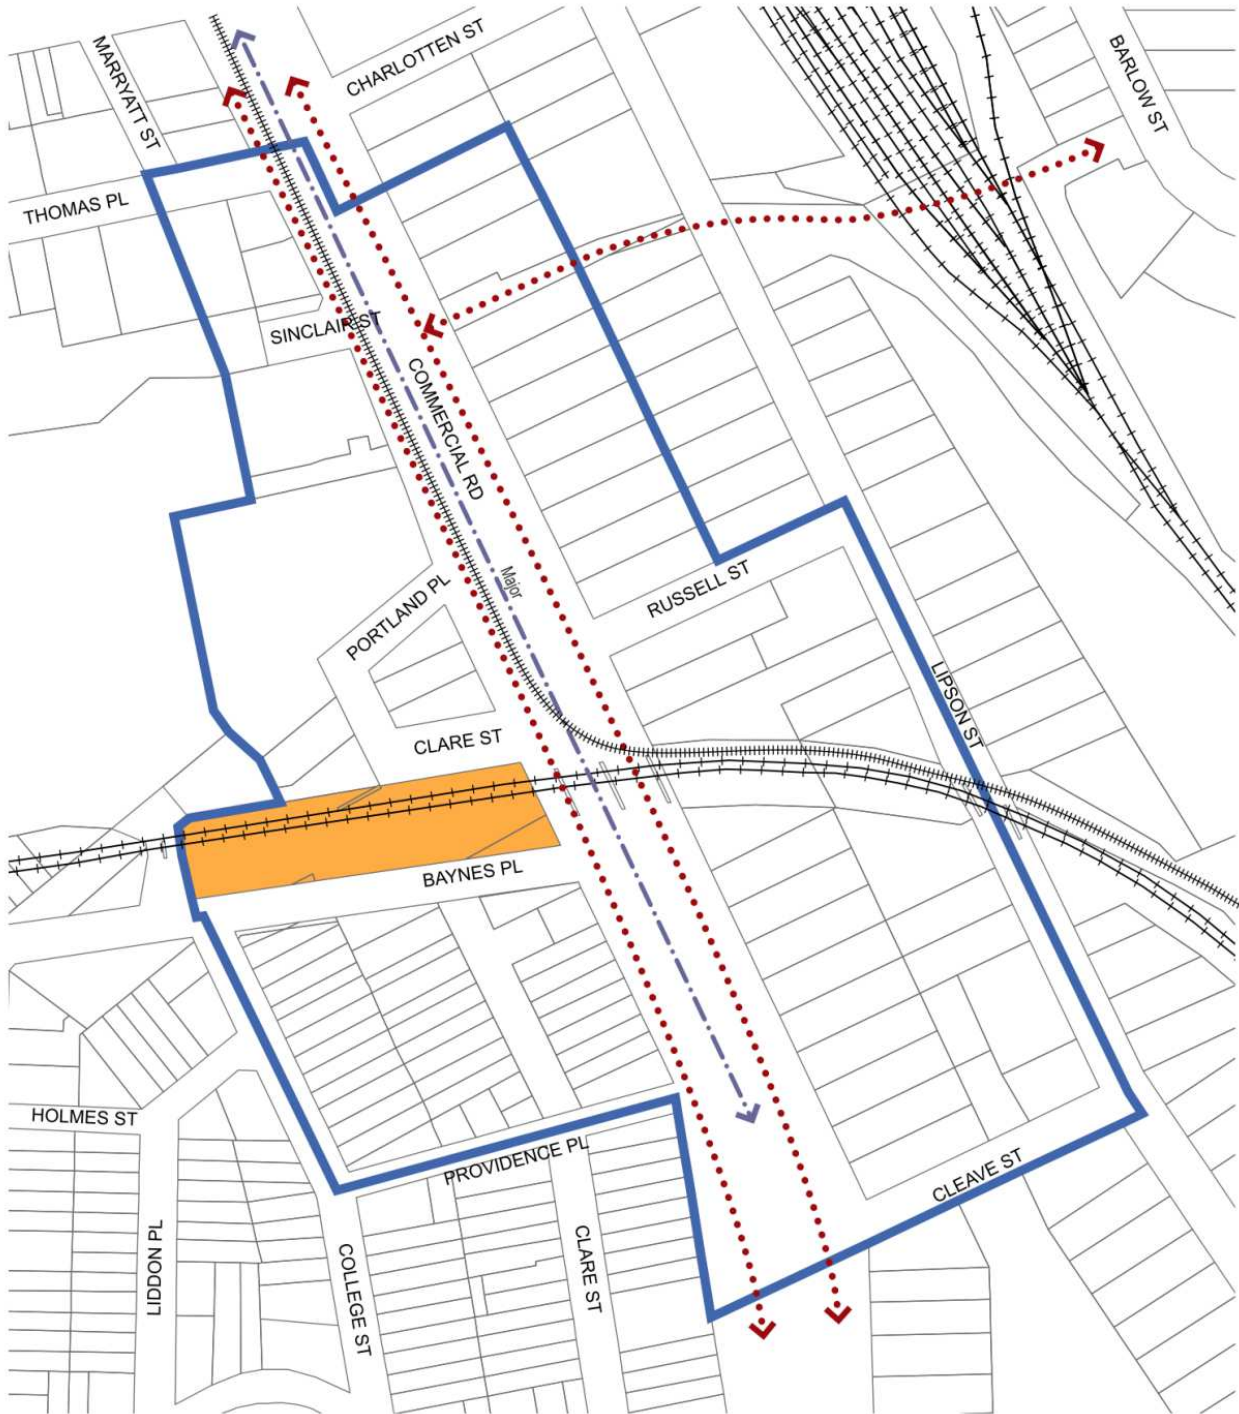 MARRYATT ST
CHARLOTTEN ST
BARLOW ST
THOMAS PL
SINCLAIR ST
COMMERCIAL RD
Major
PORTLAND PL
RUSSELL ST
LIPSON ST
CLARE ST
BAYNES PL
HOLMES ST
PROVIDENCE PL
CLEAVE ST
LIDDON PL
COLLEGE ST
CLARE ST